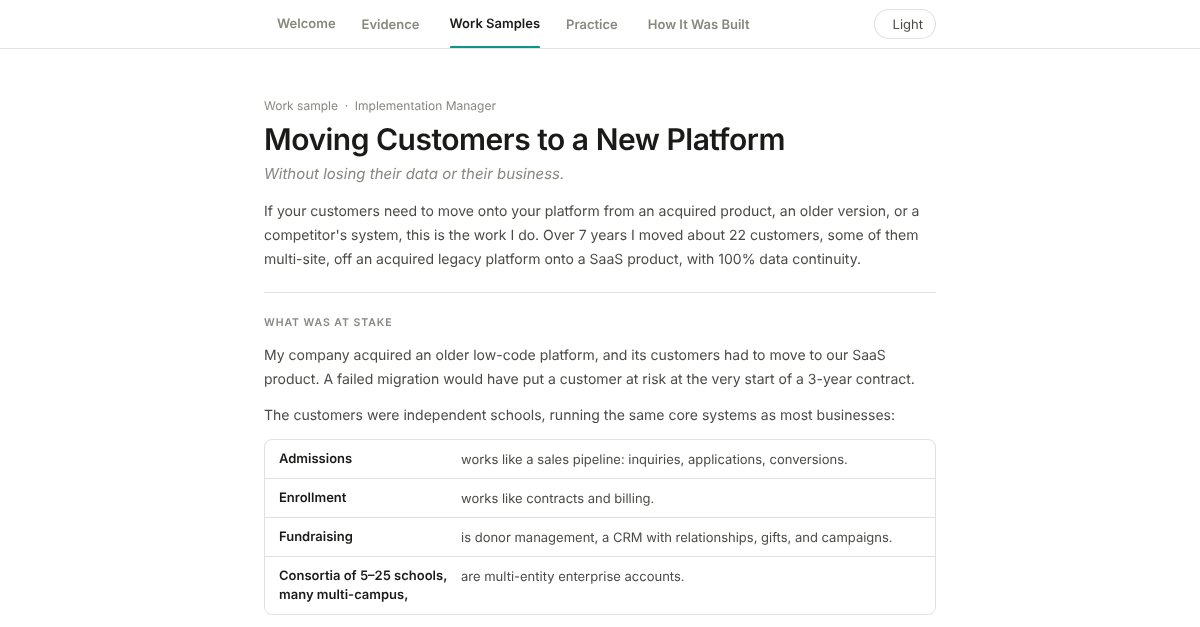 Welcome
Evidence
Work Samples
Practice
How It Was Built
Light
Work sample · Implementation Manager
Moving Customers to a New Platform
Without losing their data or their business.
If your customers need to move onto your platform from an acquired product, an older version, or a
competitor's system, this is the work I do. Over 7 years I moved about 22 customers, some of them
multi-site, off an acquired legacy platform onto a SaaS product, with 100% data continuity.
WHAT WAS AT STAKE
My company acquired an older low-code platform, and its customers had to move to our SaaS
product. A failed migration would have put a customer at risk at the very start of a 3-year contract.
The customers were independent schools, running the same core systems as most businesses:
Admissions works like a sales pipeline: inquiries, applications, conversions.
Enrollment works like contracts and billing.
Fundraising is donor management, a CRM with relationships, gifts, and campaigns.
Consortia of 5–25 schools, are multi-entity enterprise accounts.
many multi-campus,